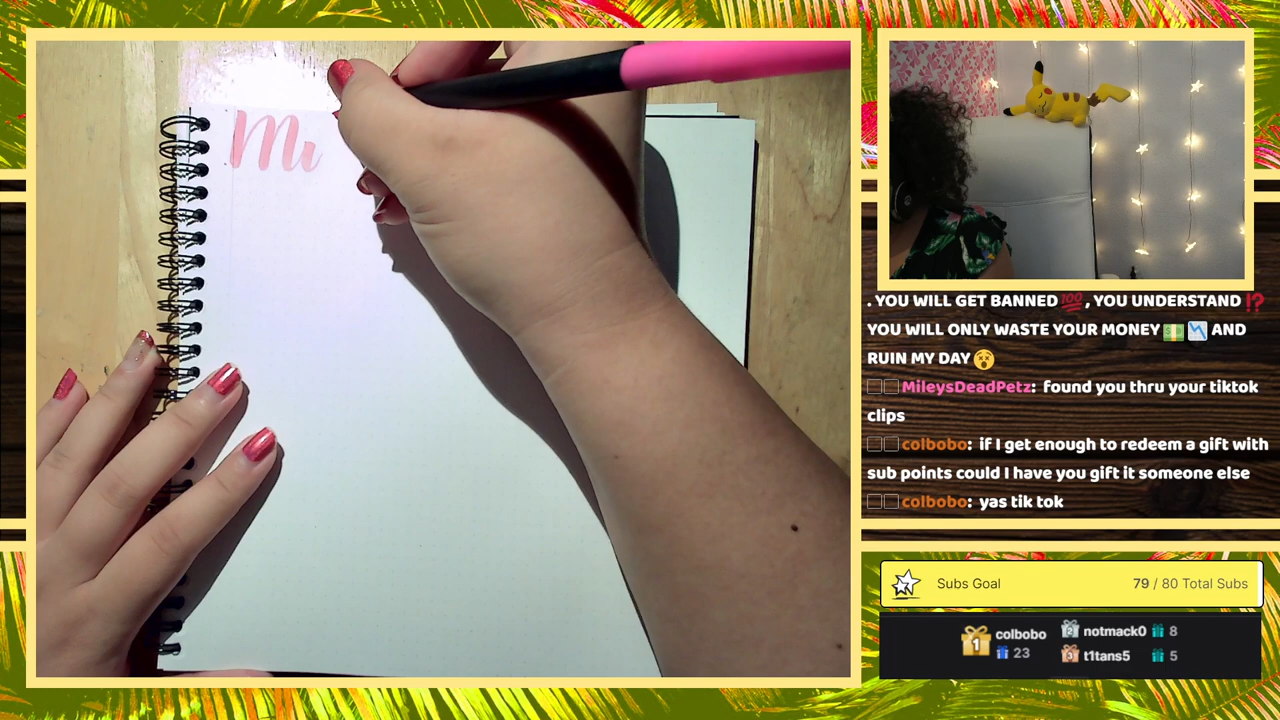 Mi
. YOU WILL GET BANNED 💯 , YOU UNDERSTAND ⁉️
YOU WILL ONLY WASTE YOUR MONEY 💵 📉 AND
RUIN MY DAY 😵
MileysDeadPetz: found you thru your tiktok
clips
colbobo: if I get enough to redeem a gift with
sub points could I have you gift it someone else
colbobo: yas tik tok
Subs Goal 79 / 80 Total Subs
1 colbobo 23
2 notmack0 8
3 t1tans5 5